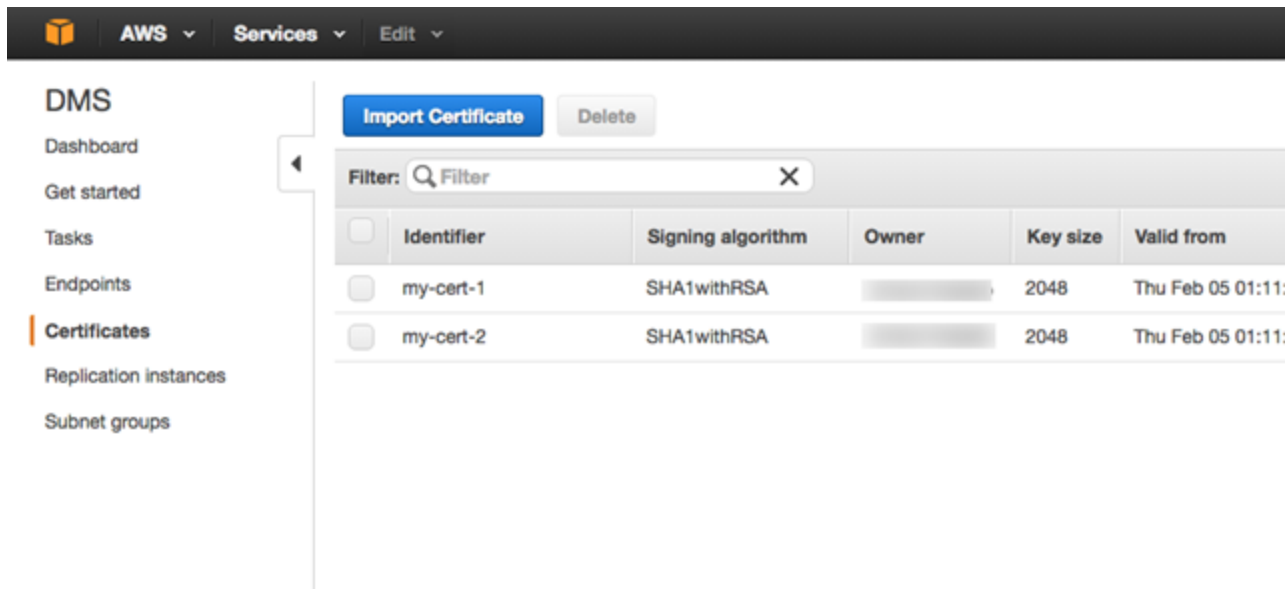 AWS Services Edit
DMS
Dashboard
Get started
Tasks
Endpoints
Certificates
Replication instances
Subnet groups
Import Certificate Delete
Filter: Filter
Identifier Signing algorithm Owner Key size Valid from
my-cert-1 SHA1withRSA 2048 Thu Feb 05 01:11:
my-cert-2 SHA1withRSA 2048 Thu Feb 05 01:11: